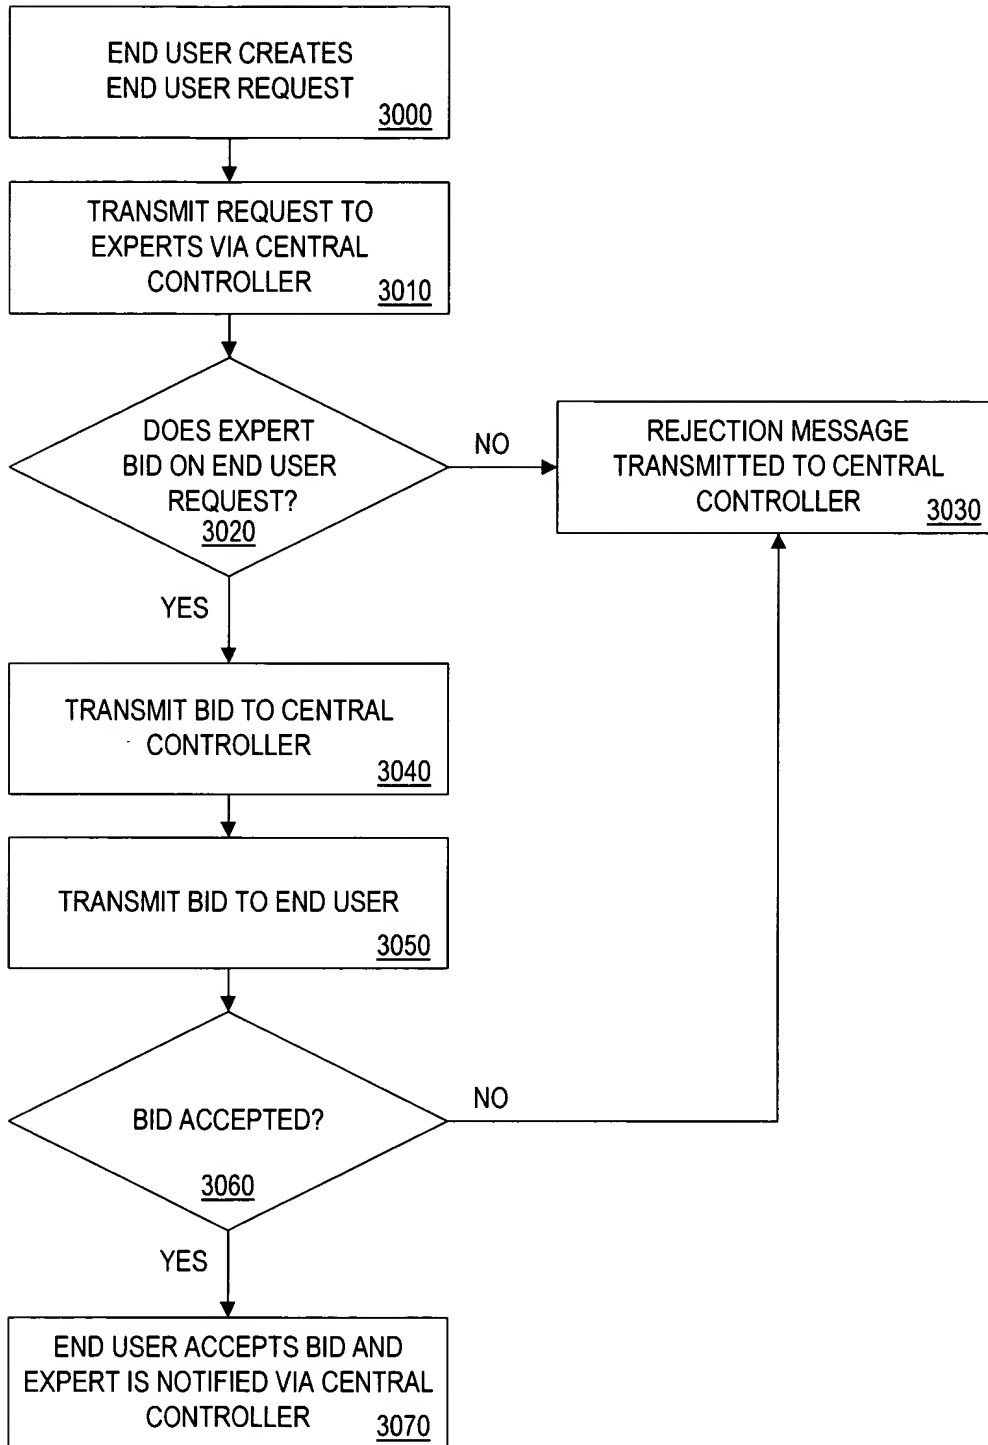 END USER CREATES
END USER REQUEST
3000
TRANSMIT REQUEST TO
EXPERTS VIA CENTRAL
CONTROLLER
3010
DOES EXPERT
BID ON END USER
REQUEST?
3020
NO
REJECTION MESSAGE
TRANSMITTED TO CENTRAL
CONTROLLER
3030
YES
TRANSMIT BID TO CENTRAL
CONTROLLER
3040
TRANSMIT BID TO END USER
3050
BID ACCEPTED?
3060
NO
YES
END USER ACCEPTS BID AND
EXPERT IS NOTIFIED VIA CENTRAL
CONTROLLER
3070